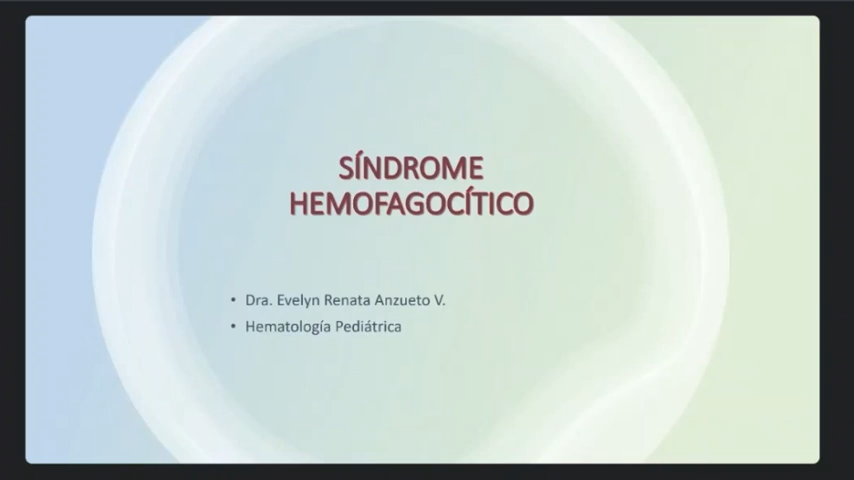 SÍNDROME
HEMOFAGOCÍTICO
• Dra. Evelyn Renata Anzueto V.
• Hematología Pediátrica